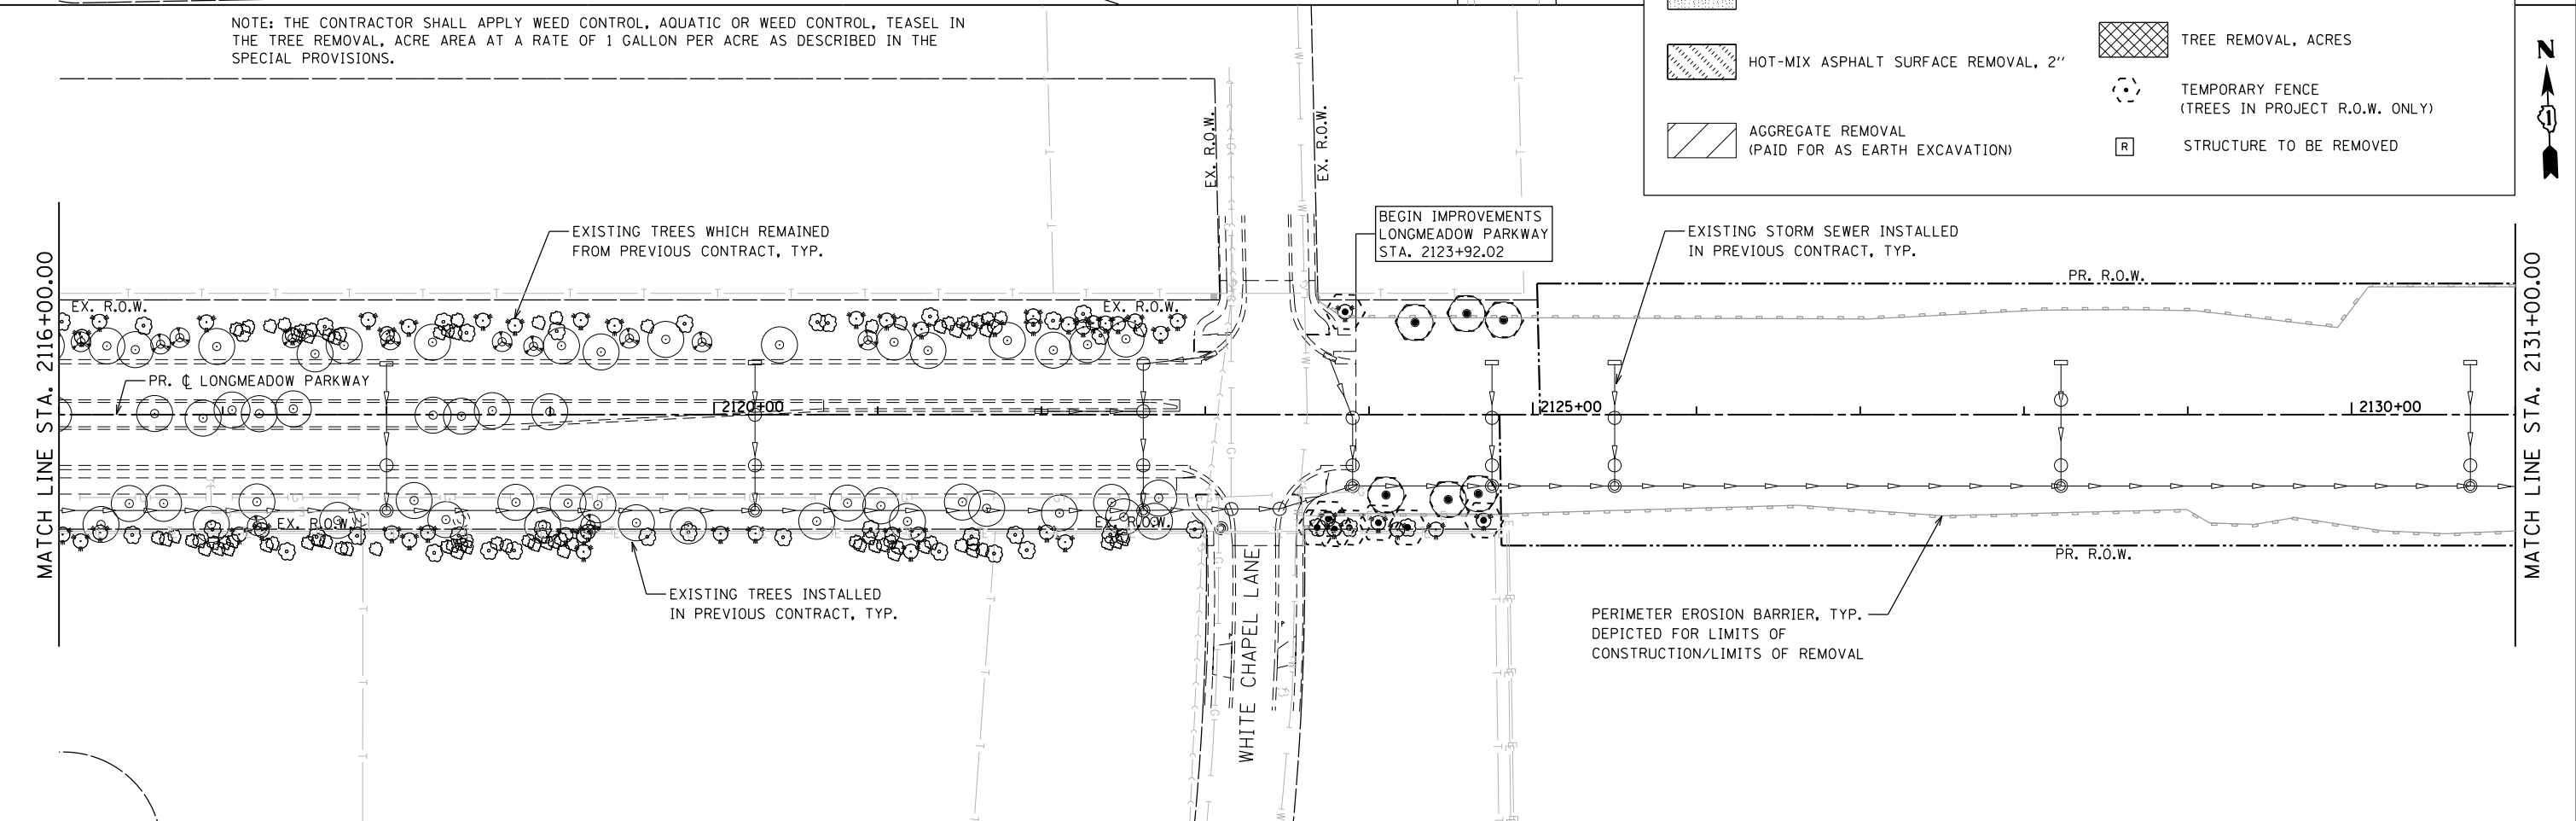 NOTE: THE CONTRACTOR SHALL APPLY WEED CONTROL, AQUATIC OR WEED CONTROL, TEASEL IN
THE TREE REMOVAL, ACRE AREA AT A RATE OF 1 GALLON PER ACRE AS DESCRIBED IN THE
SPECIAL PROVISIONS.
HOT-MIX ASPHALT SURFACE REMOVAL, 2"
AGGREGATE REMOVAL
(PAID FOR AS EARTH EXCAVATION)
TREE REMOVAL, ACRES
TEMPORARY FENCE
(TREES IN PROJECT R.O.W. ONLY)
R
STRUCTURE TO BE REMOVED
N
1
EX. R.O.W.
EX. R.O.W.
EXISTING TREES WHICH REMAINED
FROM PREVIOUS CONTRACT, TYP.
BEGIN IMPROVEMENTS
LONGMEADOW PARKWAY
STA. 2123+92.02
EXISTING STORM SEWER INSTALLED
IN PREVIOUS CONTRACT, TYP.
MATCH LINE STA. 2116+00.00
EX. R.O.W.
EX. R.O.W.
PR. R.O.W.
PR. ℄ LONGMEADOW PARKWAY
2120+00
2125+00
2130+00
MATCH LINE STA. 2131+00.00
EX. R.O.W.
EX. R.O.W.
PR. R.O.W.
EXISTING TREES INSTALLED
IN PREVIOUS CONTRACT, TYP.
WHITE CHAPEL LANE
PERIMETER EROSION BARRIER, TYP.
DEPICTED FOR LIMITS OF
CONSTRUCTION/LIMITS OF REMOVAL